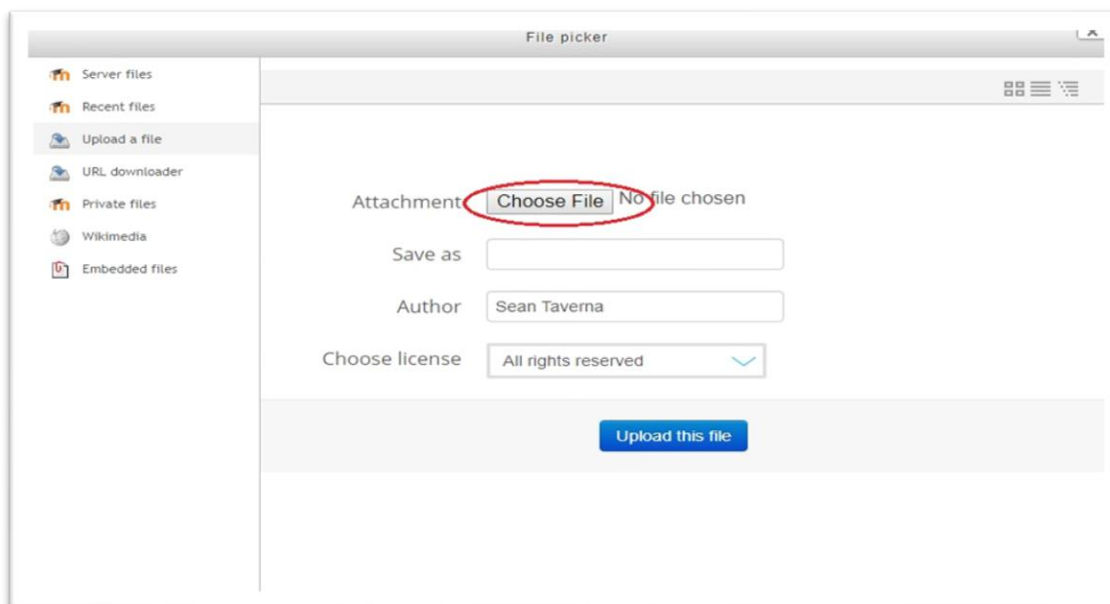 File picker
Server files
Recent files
Upload a file
URL downloader
Private files
Wikimedia
Embedded files
Attachment Choose File No file chosen
Save as
Author Sean Taverna
Choose license All rights reserved
Upload this file